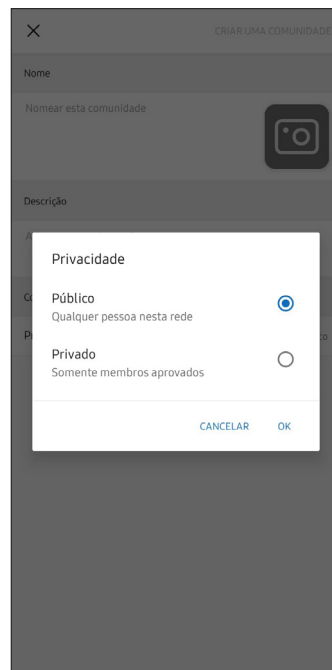 CRIAR UMA COMUNIDADE
Nome
Nomear esta comunidade
Descrição
Privacidade
Público
Qualquer pessoa nesta rede
Privado
Somente membros aprovados
CANCELAR OK